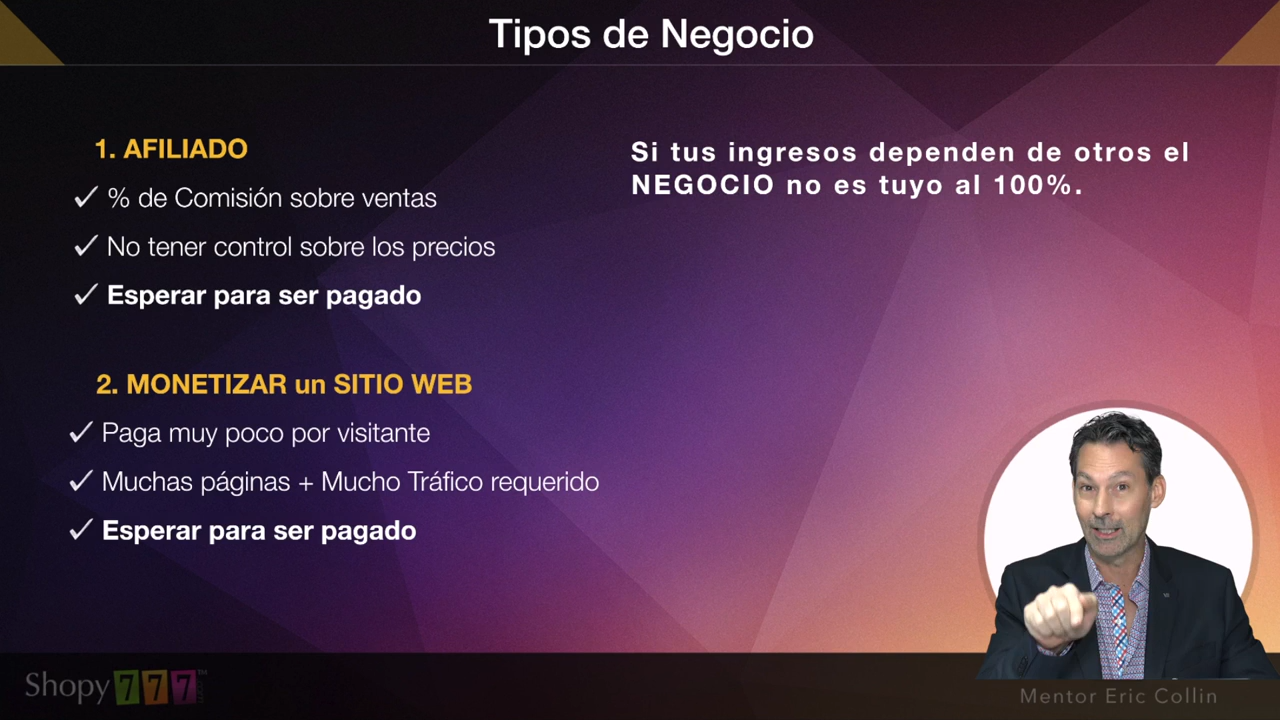 Tipos de Negocio
1. AFILIADO
% de Comisión sobre ventas
No tener control sobre los precios
Esperar para ser pagado
Si tus ingresos dependen de otros el
NEGOCIO no es tuyo al 100%.
2. MONETIZAR un SITIO WEB
Paga muy poco por visitante
Muchas páginas + Mucho Tráfico requerido
Esperar para ser pagado
Shopy 777™
Mentor Eric Collin